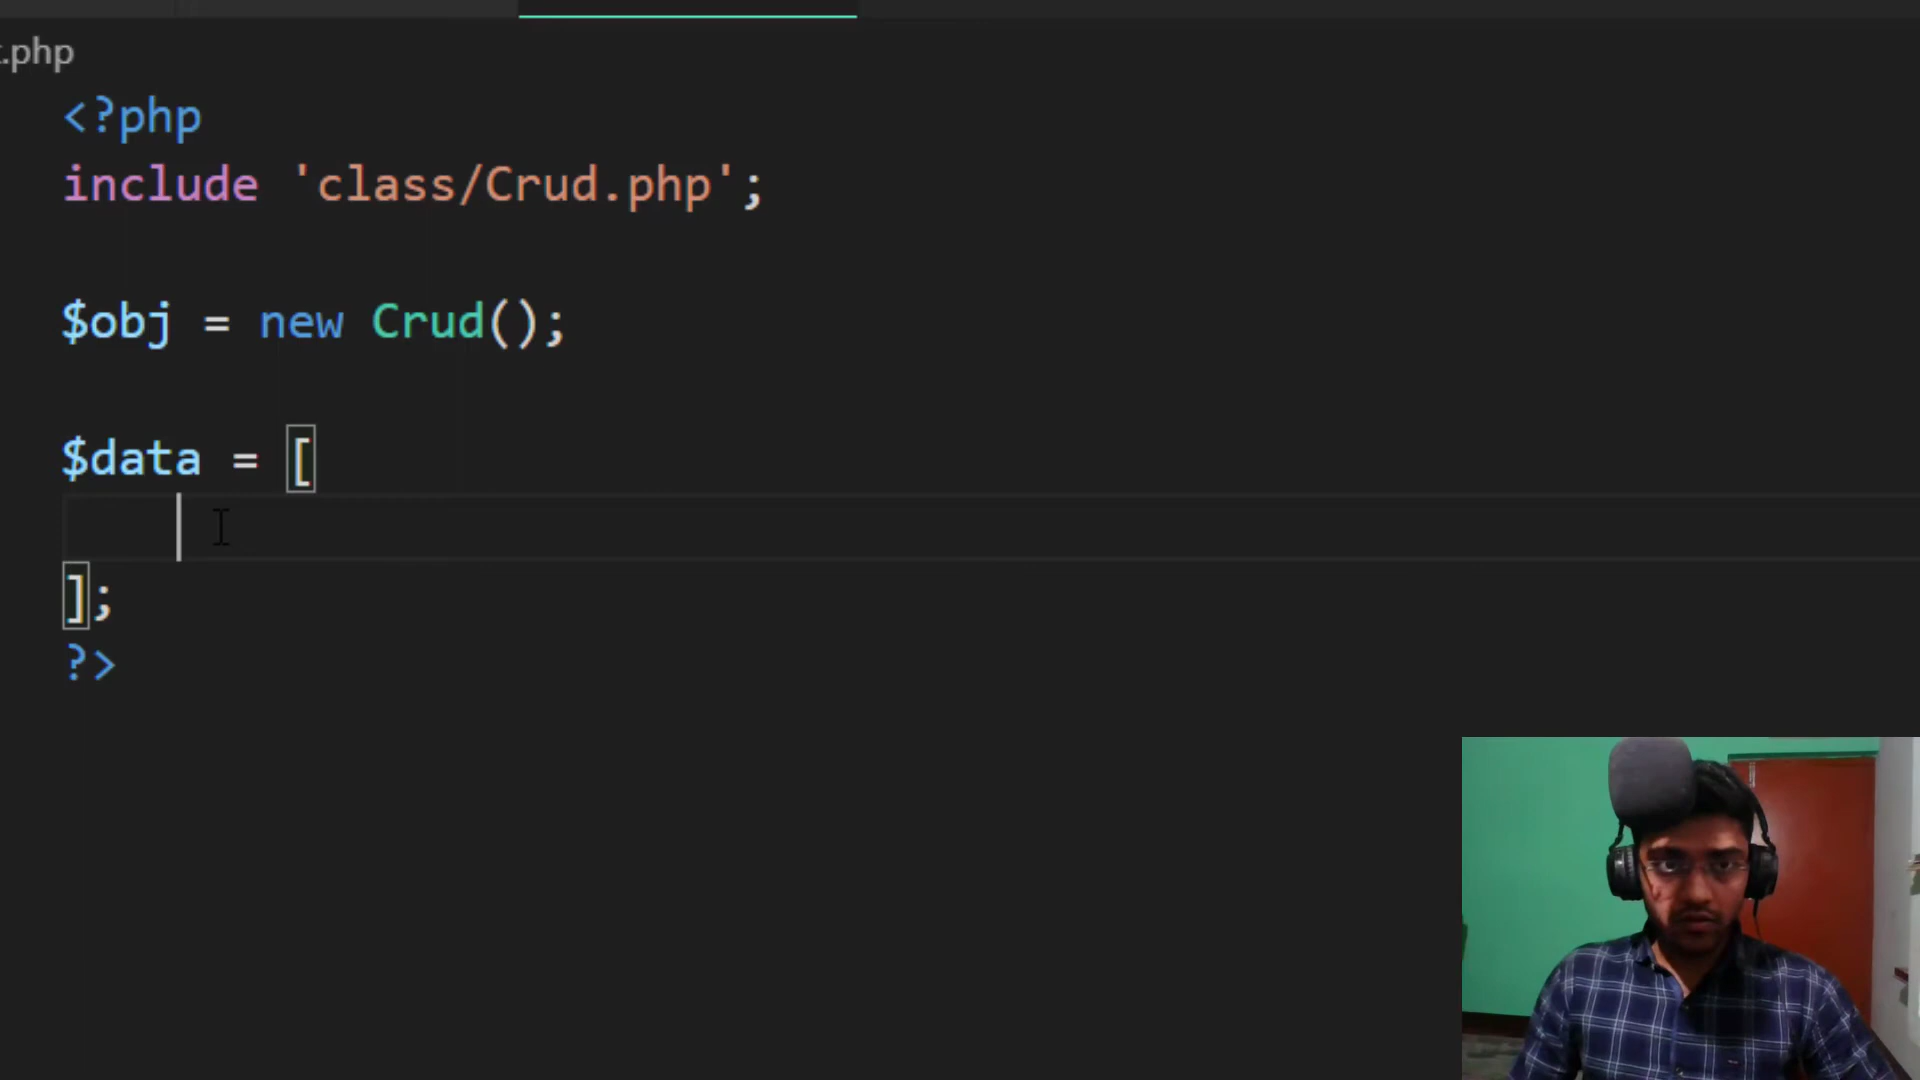 .php
<?php
include 'class/Crud.php';
$obj = new Crud();
$data = [
];
?>